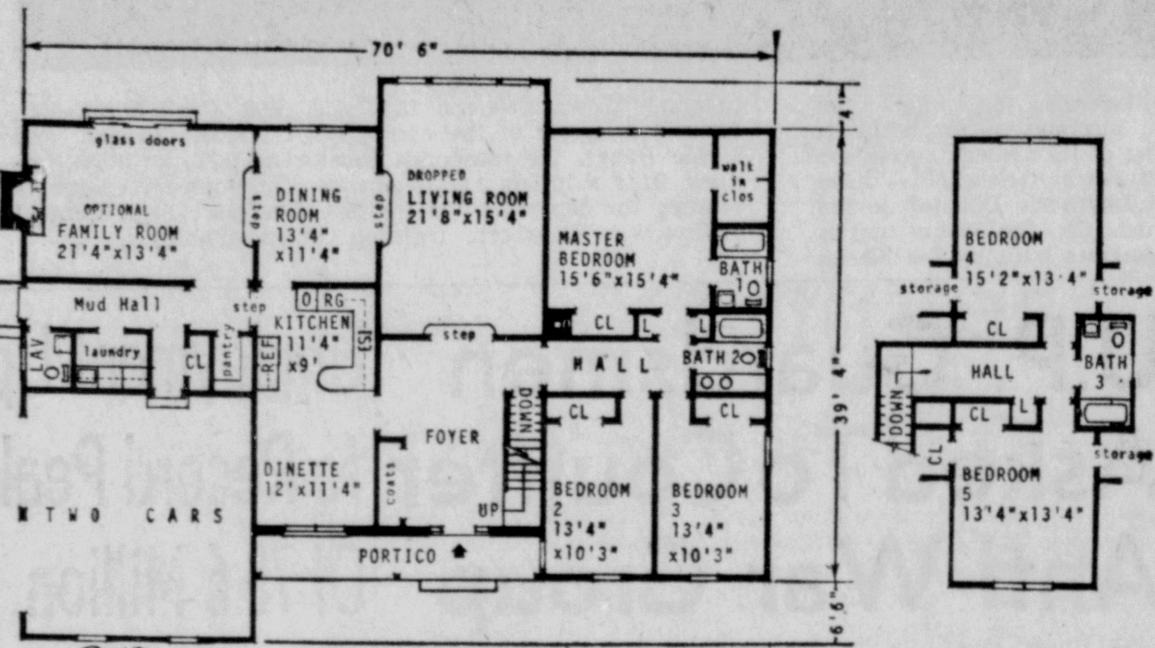 70' 6"
4"
glass doors
OPTIONAL
FAMILY ROOM
21'4"x13'4"
step
DINING
ROOM
13'4"
x11'4"
step
DROPPED
LIVING ROOM
21'8"x15'4"
MASTER
BEDROOM
15'6"x15'4"
walk
in
clos
BATH
1
Mud Hall
step
O RG
KITCHEN
11'4"
x9'
S
REF
pantry
LAV
laundry
CL
step
CL
L
L
HALL
BATH 2
TWO CARS
DINETTE
12'x11'4"
coats
FOYER
DOWN
UP
CL
BEDROOM
2
13'4"
x10'3"
CL
BEDROOM
3
13'4"
x10'3"
PORTICO
39' 4"
6'6"
BEDROOM
4
15'2"x13'4"
storage
storage
CL
HALL
BATH
3
DOWN
CL
L
CL
storage
BEDROOM
5
13'4"x13'4"